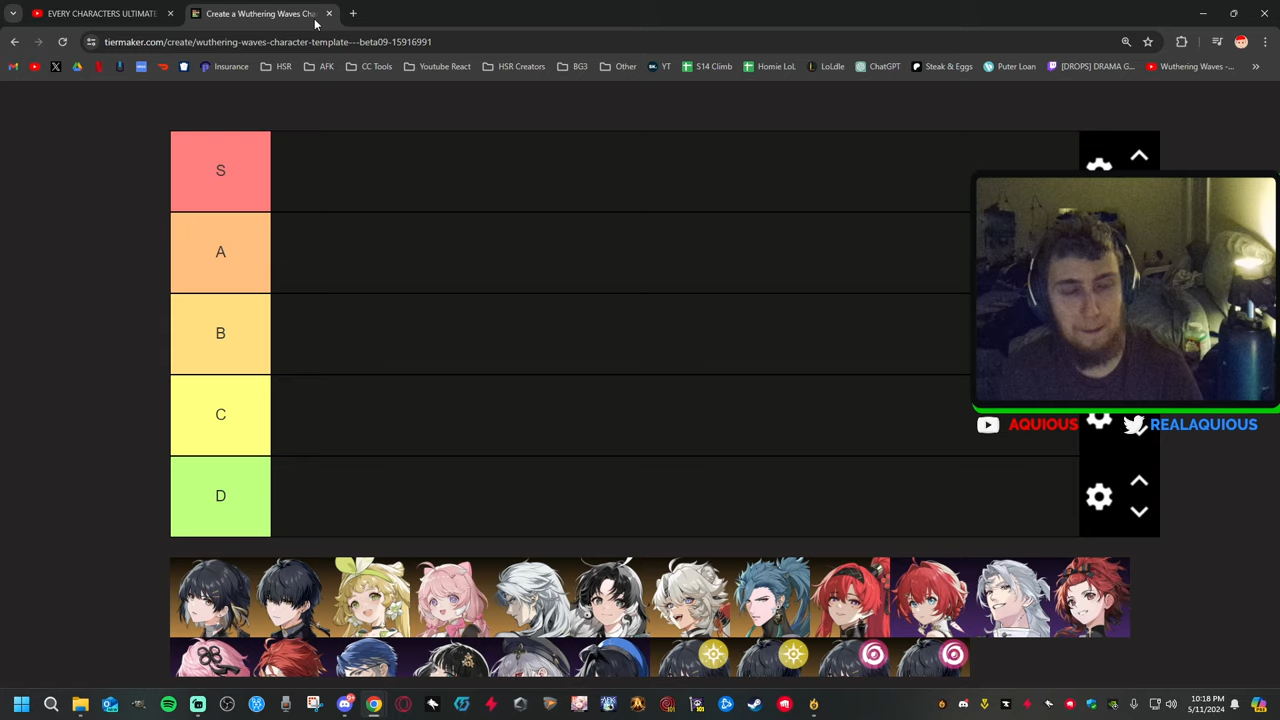 EVERY CHARACTERS ULTIMATE
Create a Wuthering Waves Cha
tiermaker.com/create/wuthering-waves-character-template---beta09-15916991
Insurance HSR AFK CC Tools Youtube React HSR Creators BG3 Other YT S14 Climb Homie LoL LoLdle ChatGPT Steak & Eggs Puter Loan [DROPS] DRAMA G... Wuthering Waves -...
S
A
B
C
D
AQUIOUS REALAQUIOUS
10:18 PM
5/11/2024